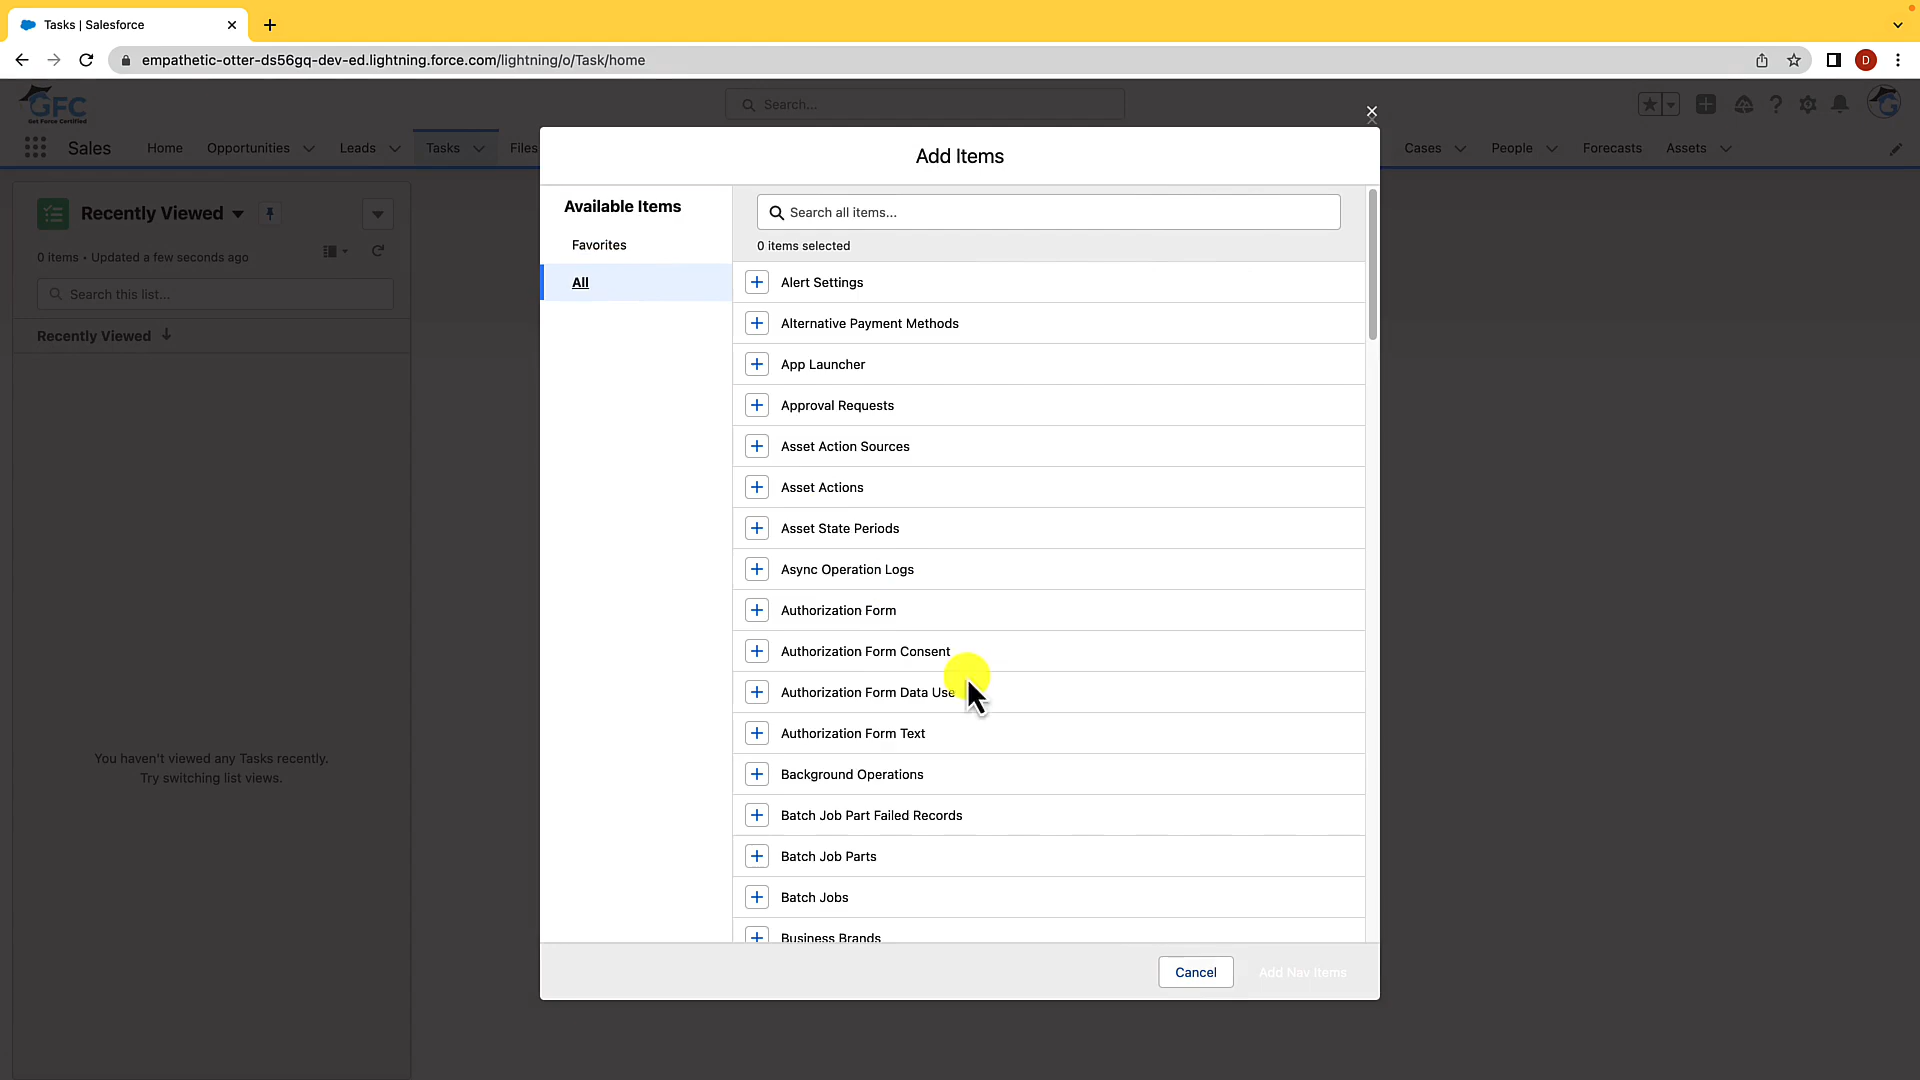 Tasks | Salesforce
empathetic-otter-ds56gq-dev-ed.lightning.force.com/lightning/o/Task/home
D
GFC
Get Force Certified
Search...
Sales
Home
Opportunities
Leads
Tasks
Files
Cases
People
Forecasts
Assets
Recently Viewed
0 items • Updated a few seconds ago
Search this list...
Recently Viewed
You haven't viewed any Tasks recently.
Try switching list views.
Add Items
Available Items
Favorites
All
Search all items...
0 items selected
Alert Settings
Alternative Payment Methods
App Launcher
Approval Requests
Asset Action Sources
Asset Actions
Asset State Periods
Async Operation Logs
Authorization Form
Authorization Form Consent
Authorization Form Data Use
Authorization Form Text
Background Operations
Batch Job Part Failed Records
Batch Job Parts
Batch Jobs
Business Brands
Cancel
Add Nav Items